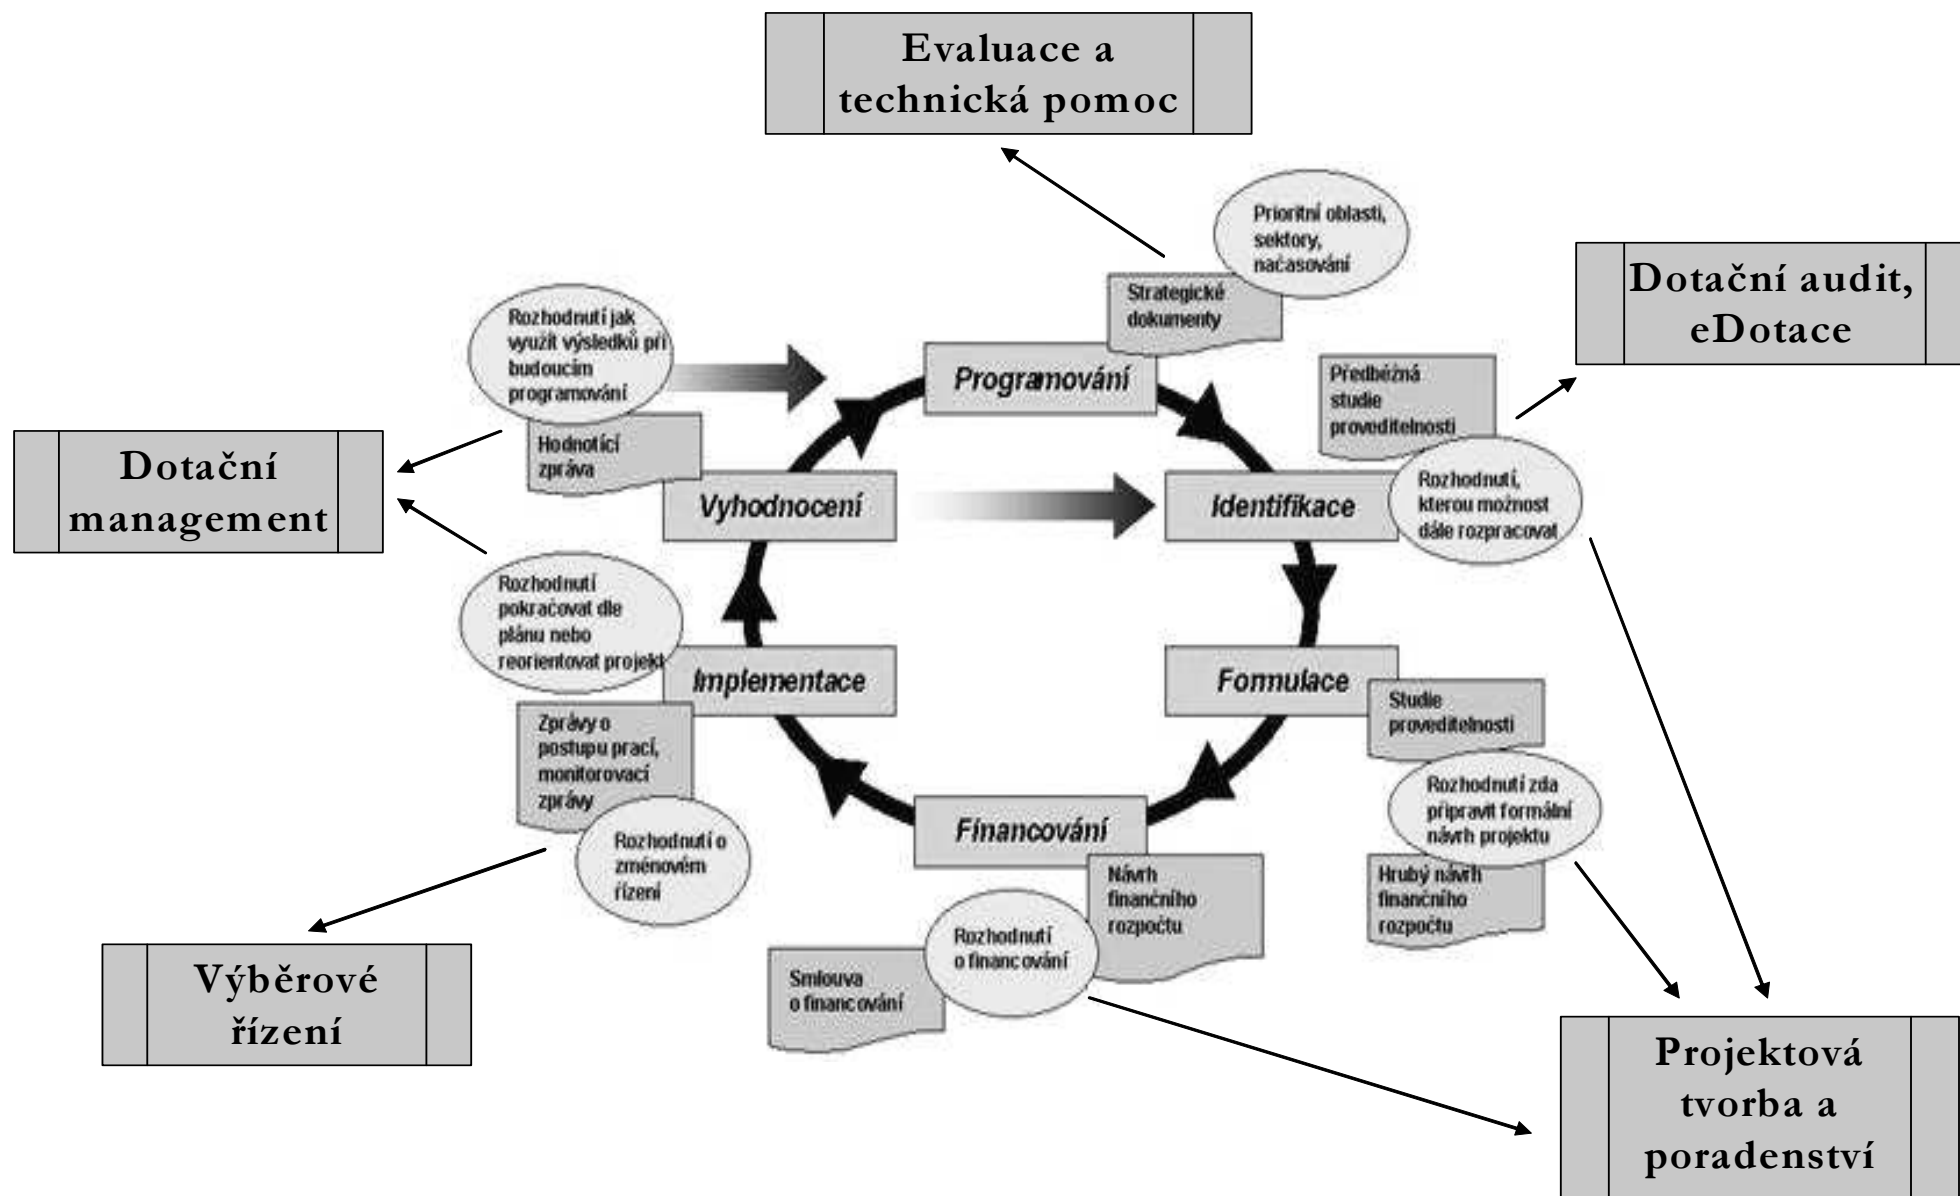 Evaluace a
technická pomoc
Prioritní oblasti,
sektory,
načasování
Strategické
dokumenty
Dotační audit,
eDotace
Rozhodnutí jak
využít výsledků při
budoucím
programování
Programování
Předběžná
studie
proveditelnosti
Hodnotící
zpráva
Dotační
management
Vyhodnocení
Identifikace
Rozhodnutí,
kterou možnost
dále rozpracovat
Rozhodnutí
pokračovat dle
plánu nebo
reorientovat projekt
Implementace
Formulace
Studie
proveditelnosti
Zprávy o
postupu prací,
monitorovací
zprávy
Rozhodnutí zda
připravit formální
návrh projektu
Financování
Rozhodnutí o
změnovém
řízení
Návrh
finančního
rozpočtu
Hrubý návrh
finančního
rozpočtu
Rozhodnutí
o financování
Smlouva
o financování
Výběrové
řízení
Projektová
tvorba a
poradenství